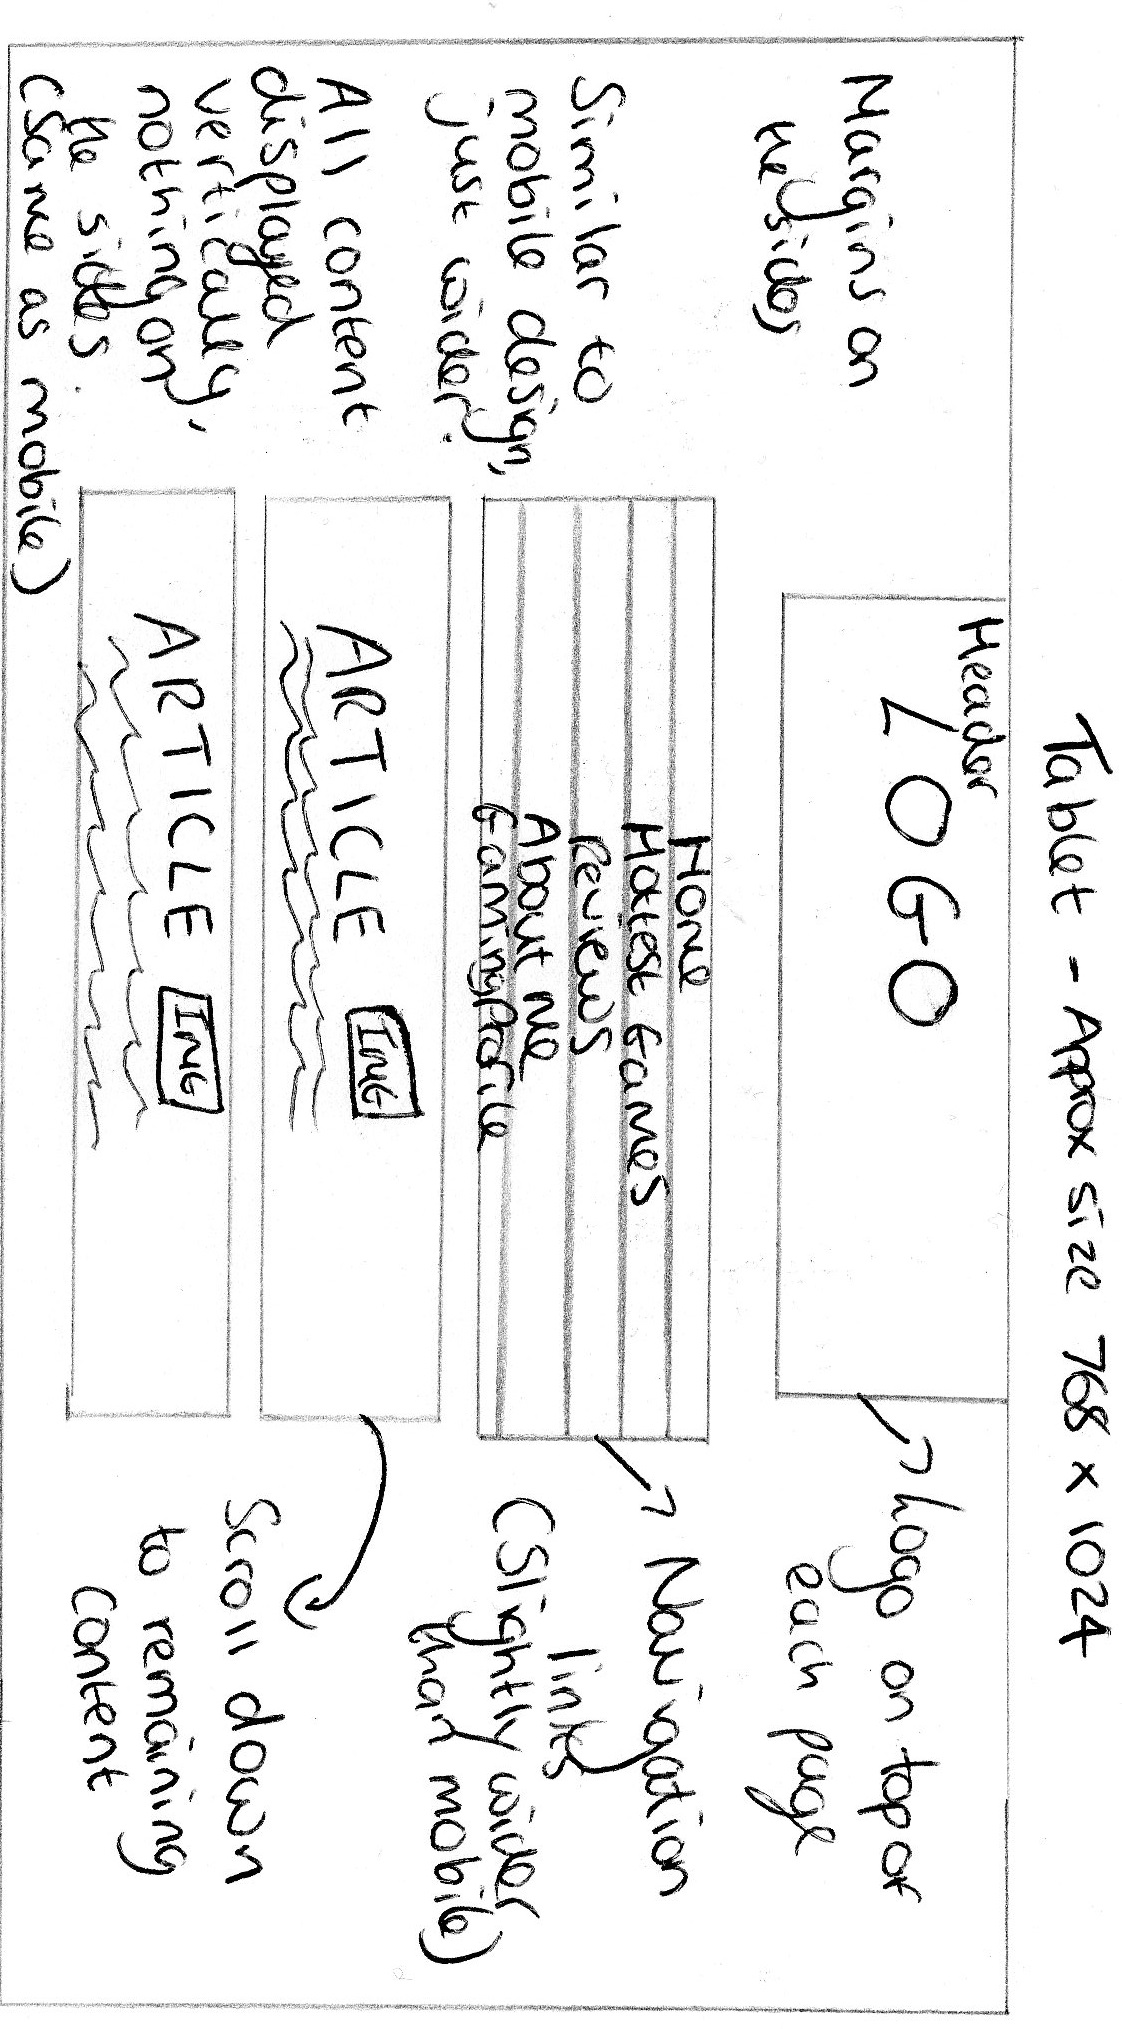 Tablet - Approx size 768 x 1024
Header
LOGO
Logo on top of
each page
Margins on
the sides
Home
Hottest Games
Reviews
About Me
Gaming Profile
Navigation
links
(Slightly wider
than mobile)
Similar to
mobile design,
just wider.
ARTICLE IMG
ARTICLE IMG
All content
displayed
vertically,
nothing on
the sides.
(Same as mobile)
Scroll down
to remaining
content